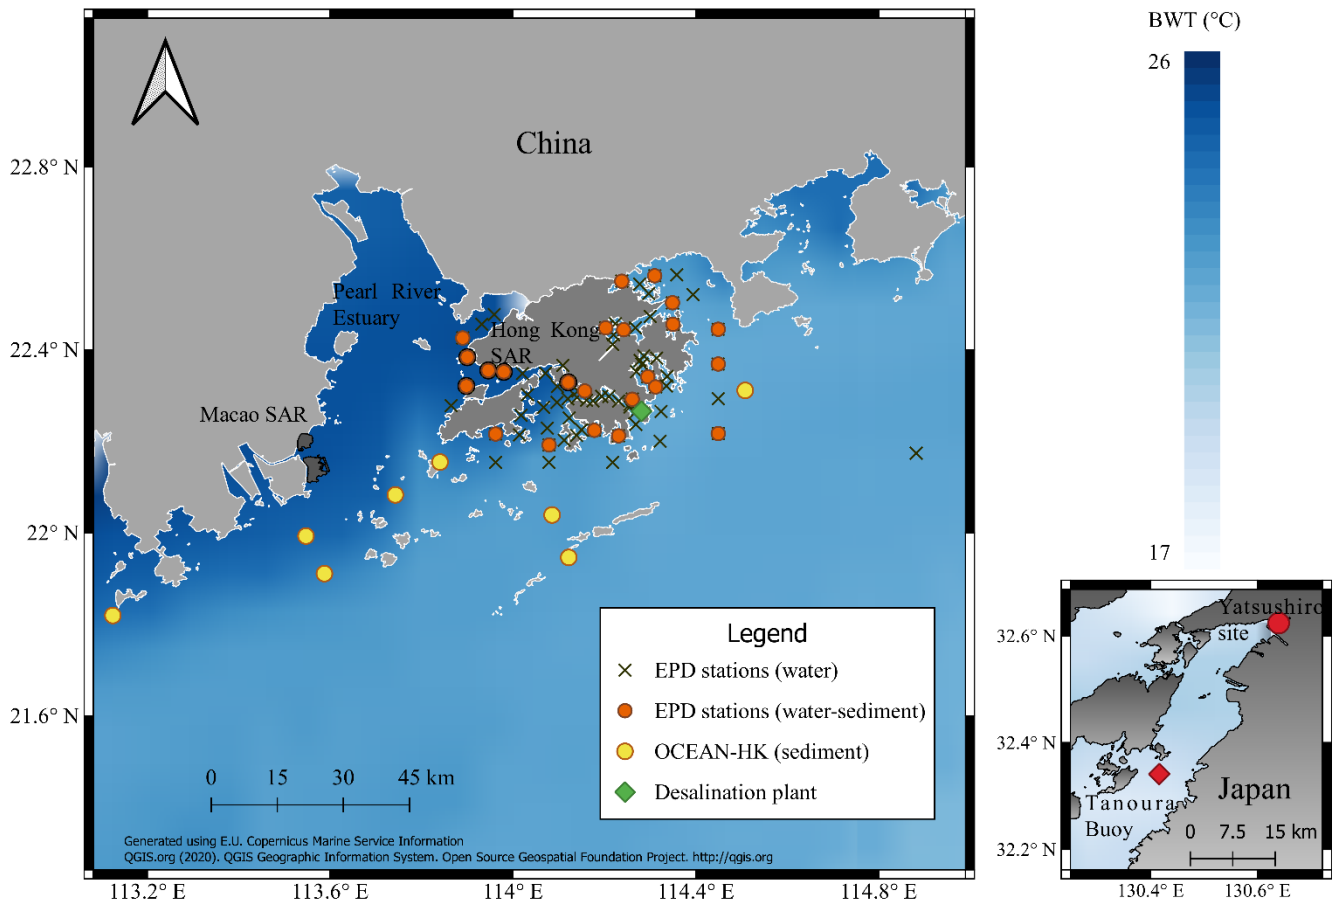 BWT (°C)
26
17
China
22.8° N
22.4° N
22° N
21.6° N
Pearl River
Estuary
Hong Kong
SAR
Macao SAR
Legend
EPD stations (water)
EPD stations (water-sediment)
OCEAN-HK (sediment)
Desalination plant
0 15 30 45 km
Generated using E.U. Copernicus Marine Service Information
QGIS.org (2020). QGIS Geographic Information System. Open Source Geospatial Foundation Project. http://qgis.org
113.2° E 113.6° E 114° E 114.4° E 114.8° E
Yatsushiro
site
32.6° N
32.4° N
32.2° N
Tanoura
Buoy
Japan
0 7.5 15 km
130.4° E 130.6° E